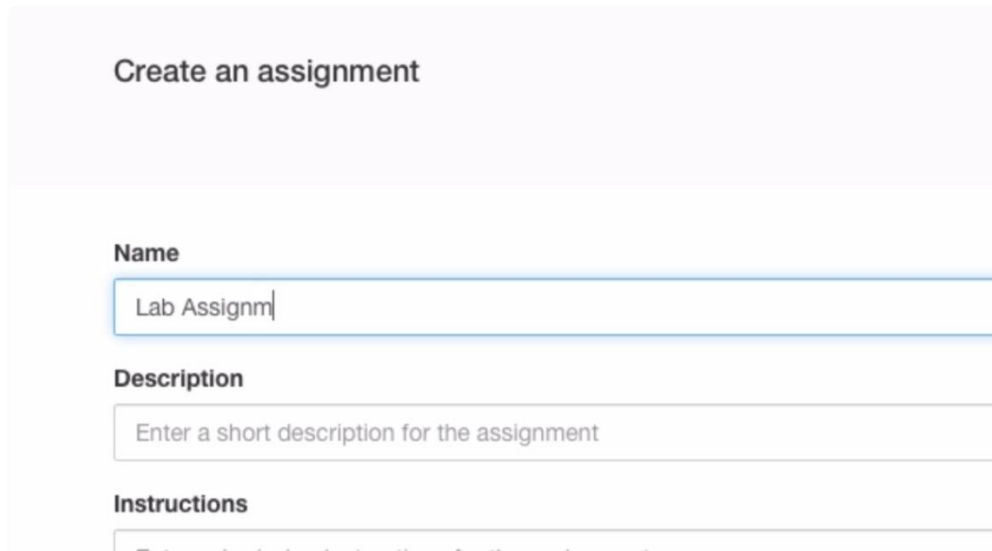 Create an assignment
Name
Lab Assignm
Description
Enter a short description for the assignment
Instructions